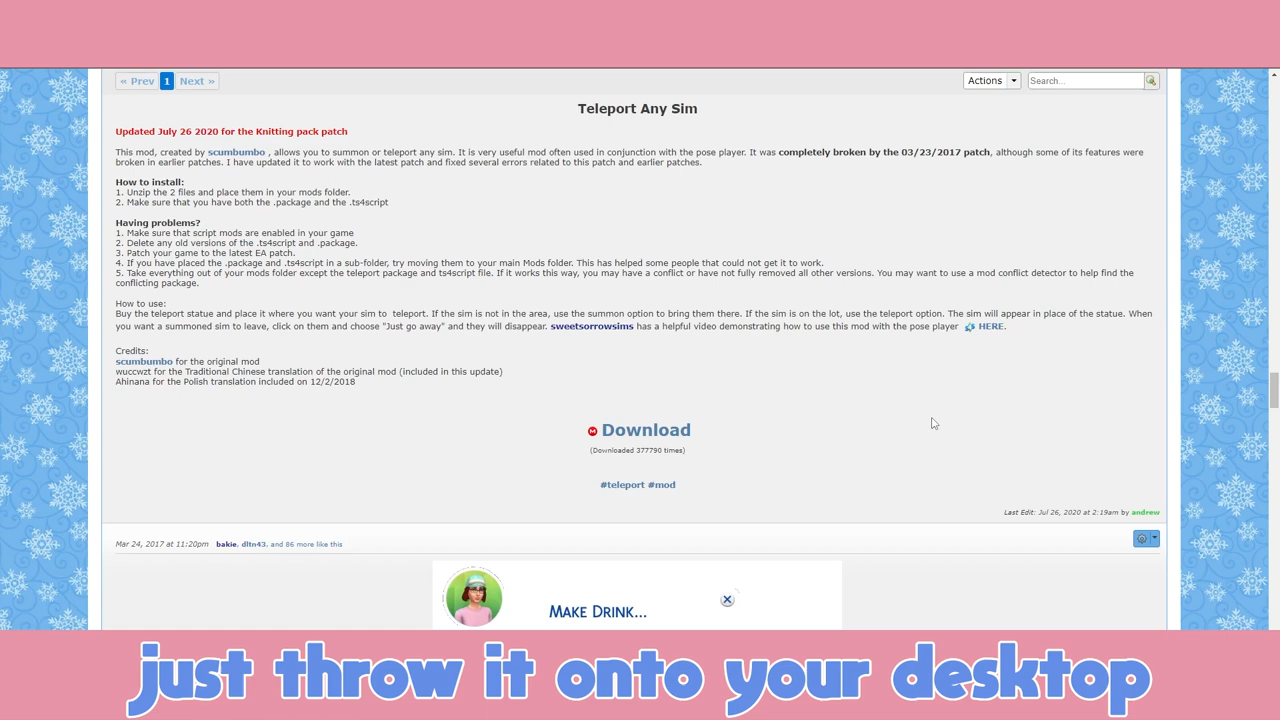 « Prev 1 Next » Actions Search...
Teleport Any Sim
Updated July 26 2020 for the Knitting pack patch
This mod, created by scumbumbo , allows you to summon or teleport any sim. It is very useful mod often used in conjunction with the pose player. It was completely broken by the 03/23/2017 patch, although some of its features were
broken in earlier patches. I have updated it to work with the latest patch and fixed several errors related to this patch and earlier patches.
How to install:
1. Unzip the 2 files and place them in your mods folder.
2. Make sure that you have both the .package and the .ts4script
Having problems?
1. Make sure that script mods are enabled in your game
2. Delete any old versions of the .ts4script and .package.
3. Patch your game to the latest EA patch.
4. If you have placed the .package and .ts4script in a sub-folder, try moving them to your main Mods folder. This has helped some people that could not get it to work.
5. Take everything out of your mods folder except the teleport package and ts4script file. If it works this way, you may have a conflict or have not fully removed all other versions. You may want to use a mod conflict detector to help find the
conflicting package.
How to use:
Buy the teleport statue and place it where you want your sim to teleport. If the sim is not in the area, use the summon option to bring them there. If the sim is on the lot, use the teleport option. The sim will appear in place of the statue. When
you want a summoned sim to leave, click on them and choose "Just go away" and they will disappear. sweetsorrowsims has a helpful video demonstrating how to use this mod with the pose player HERE.
Credits:
scumbumbo for the original mod
wuccwzt for the Traditional Chinese translation of the original mod (included in this update)
Ahinana for the Polish translation included on 12/2/2018
Download
(Downloaded 377790 times)
#teleport #mod
Last Edit: Jul 26, 2020 at 2:19am by andrew
Mar 24, 2017 at 11:20pm bakie, dltn43, and 86 more like this
MAKE DRINK...
just throw it onto your desktop